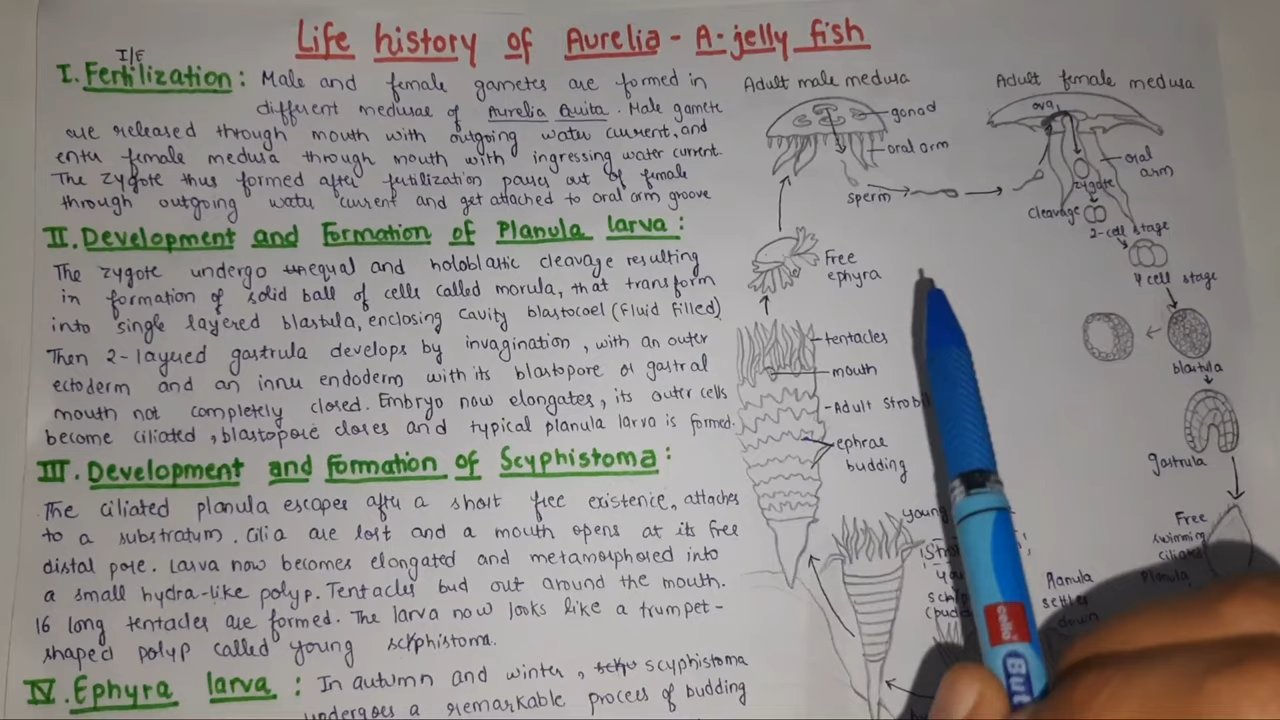 Life history of Aurelia - A-jelly fish
I/E
I. Fertilization: Male and female gametes are formed in
different medusae of Aurelia Aurita. Male gamete
are released through mouth with outgoing water current, and
enter female medusa through mouth with ingressing water current.
The zygote thus formed after fertilization passes out of female
through outgoing water current and get attached to oral arm groove
II. Development and Formation of Planula larva:
The zygote undergo unequal and holoblastic cleavage resulting
in formation of solid ball of cells called morula, that transform
into single layered blastula, enclosing cavity blastocoel (Fluid filled)
Then 2-layered gastrula develops by invagination, with an outer
ectoderm and an inner endoderm with its blastopore or gastral
mouth not completely closed. Embryo now elongates, its outer cells
become ciliated, blastopore closes and typical planula larva is formed.
III. Development and formation of Scyphistoma:
The ciliated planula escapes after a short free existence, attaches
to a substratum. Cilia are lost and a mouth opens at its free
distal pole. Larva now becomes elongated and metamorphosed into
a small hydra-like polyp. Tentacles bud out around the mouth.
16 long tentacles are formed. The larva now looks like a trumpet-
shaped polyp called young scyphistoma.
IV. Ephyra larva: In autumn and winter, scyphistoma
undergoes a remarkable process of budding
Adult male medusa
gonad
oral arm
sperm
Free
ephyra
tentacles
mouth
Adult
ephrae
budding
young
Adult female medusa
ova
oral
arm
zygote
Cleavage
2-cell stage
4 cell stage
blastula
gastrula
Free
swimming
Planula
Planula
settles
down
cello
But